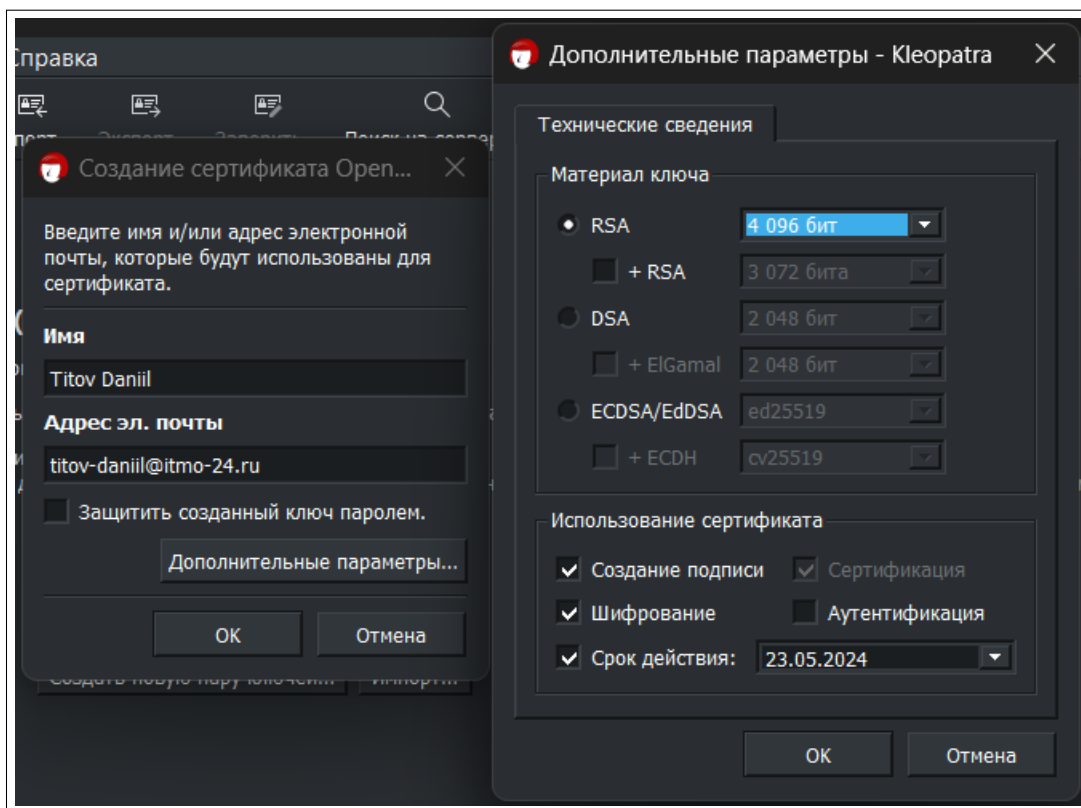 Справка
Создание сертификата Open...
Введите имя и/или адрес электронной
почты, которые будут использованы для
сертификата.
Имя
Titov Daniil
Адрес эл. почты
titov-daniil@itmo-24.ru
Защитить созданный ключ паролем.
Дополнительные параметры...
OK
Отмена
Дополнительные параметры - Kleopatra
Технические сведения
Материал ключа
RSA 4 096 бит
+ RSA 3 072 бита
DSA 2 048 бит
+ ElGamal 2 048 бит
ECDSA/EdDSA ed25519
+ ECDH cv25519
Использование сертификата
Создание подписи Сертификация
Шифрование Аутентификация
Срок действия: 23.05.2024
OK
Отмена